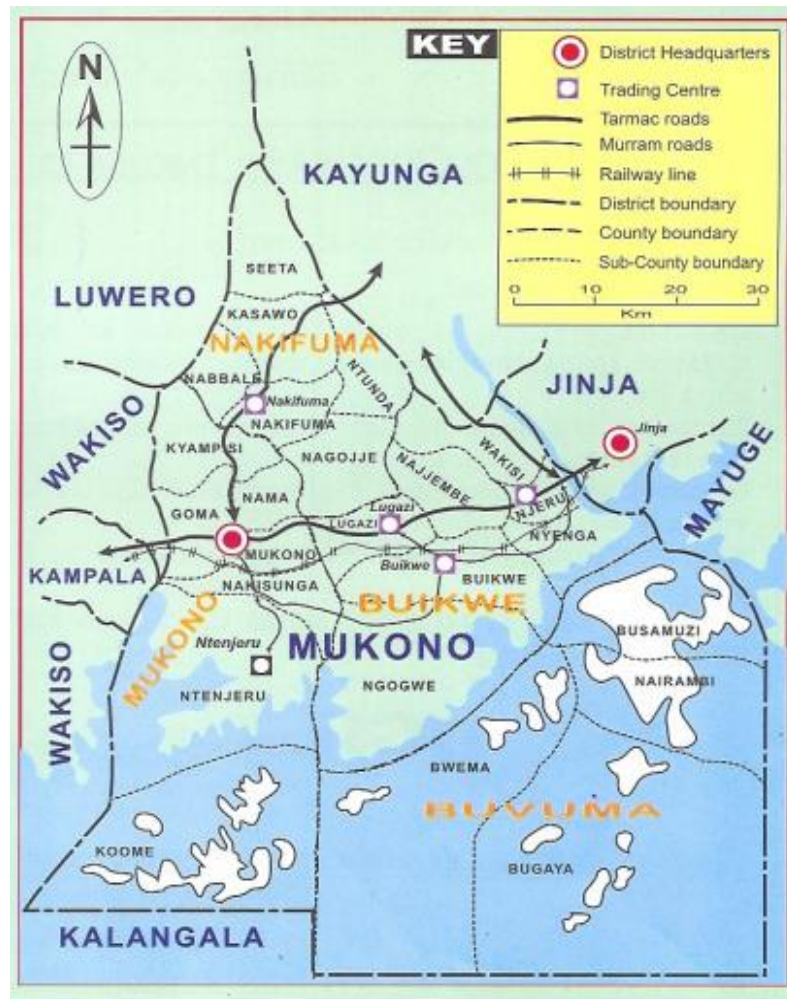 KEY
District Headquarters
Trading Centre
Tarmac roads
Murram roads
Railway line
District boundary
County boundary
Sub-County boundary
0 10 20 30
Km
N
KAYUNGA
SEETA
LUWERO
KASAWO
NAKIFUMA
NABBALE
NTUNDA
JINJA
Nakifuma
NAKIFUMA
WAKISO
KYAMPISI
NAGOJJE
NAJJEMBE
WAKISI
Jinja
MAYUGE
NAMA
GOMA
Lugazi
LUGAZI
NJERU
NYENGA
MUKONO
KAMPALA
NAKISUNGA
Buikwe
BUIKWE
BUIKWE
MUKONO
MUKONO
Ntenjeru
BUSAMUZI
NAIRAMBI
WAKISO
NTENJERU
NGOGWE
BWEMA
BUVUMA
KOOME
BUGAYA
KALANGALA